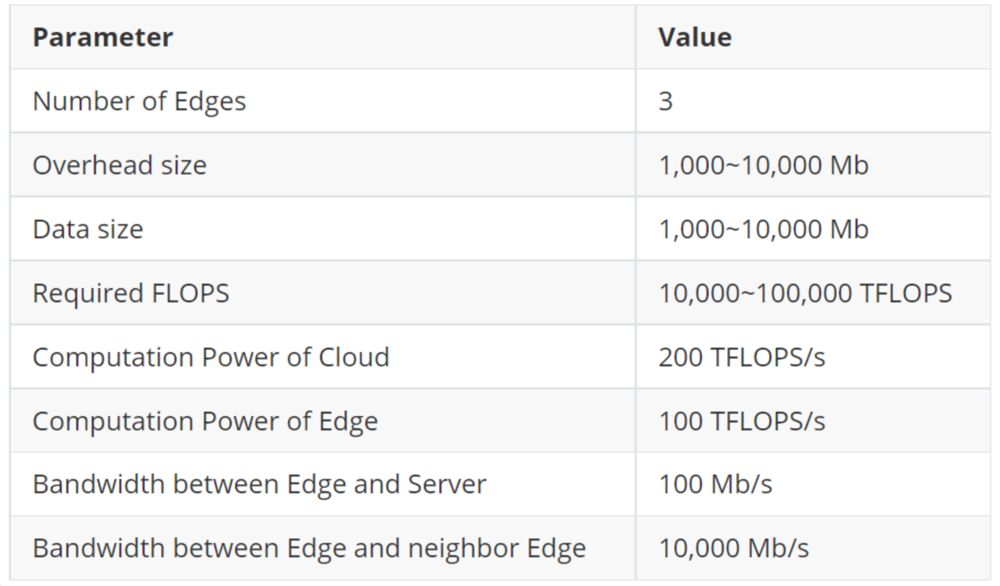 Parameter Value
Number of Edges 3
Overhead size 1,000~10,000 Mb
Data size 1,000~10,000 Mb
Required FLOPS 10,000~100,000 TFLOPS
Computation Power of Cloud 200 TFLOPS/s
Computation Power of Edge 100 TFLOPS/s
Bandwidth between Edge and Server 100 Mb/s
Bandwidth between Edge and neighbor Edge 10,000 Mb/s